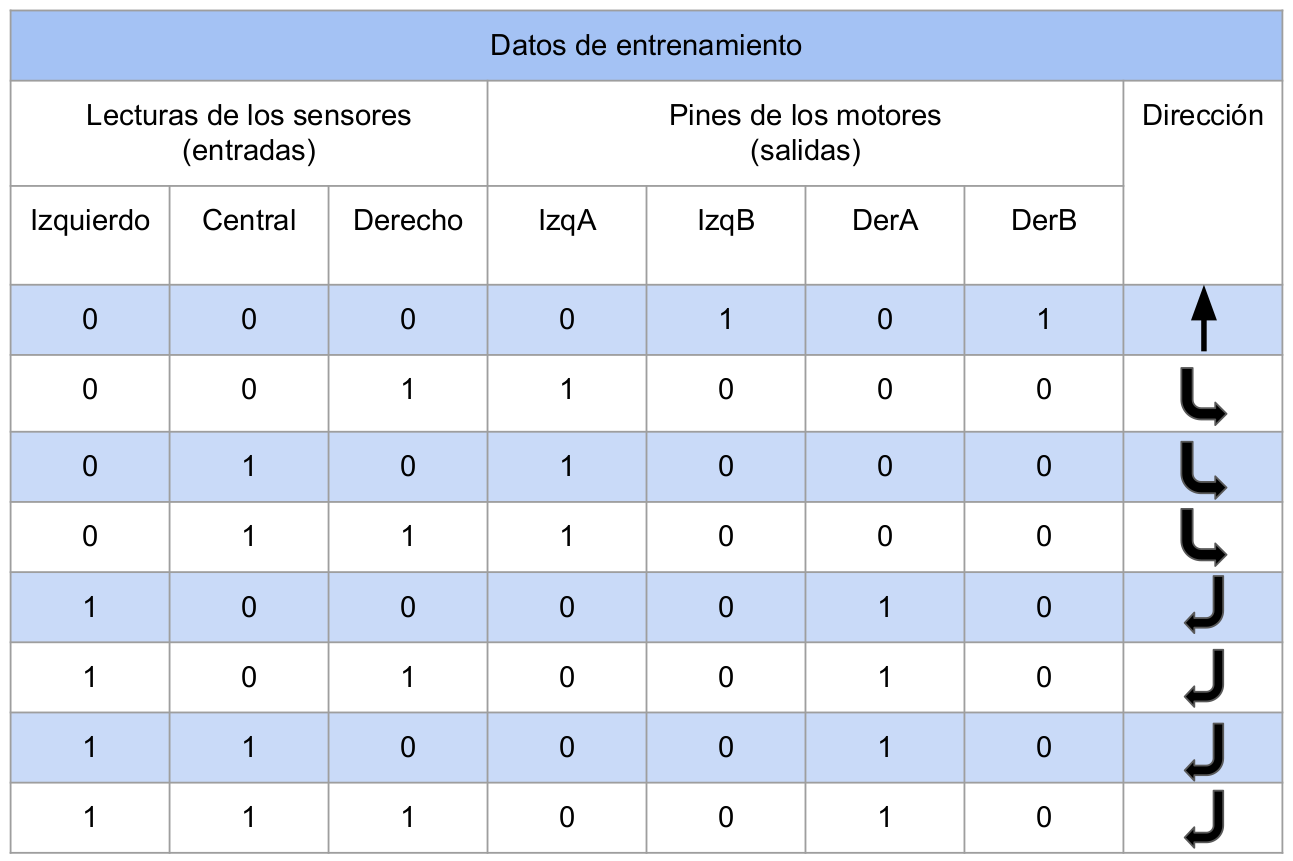 Datos de entrenamiento
Lecturas de los sensores
(entradas)
Pines de los motores
(salidas)
Dirección
Izquierdo Central Derecho IzqA IzqB DerA DerB
0 0 0 0 1 0 1
0 0 1 1 0 0 0
0 1 0 1 0 0 0
0 1 1 1 0 0 0
1 0 0 0 0 1 0
1 0 1 0 0 1 0
1 1 0 0 0 1 0
1 1 1 0 0 1 0